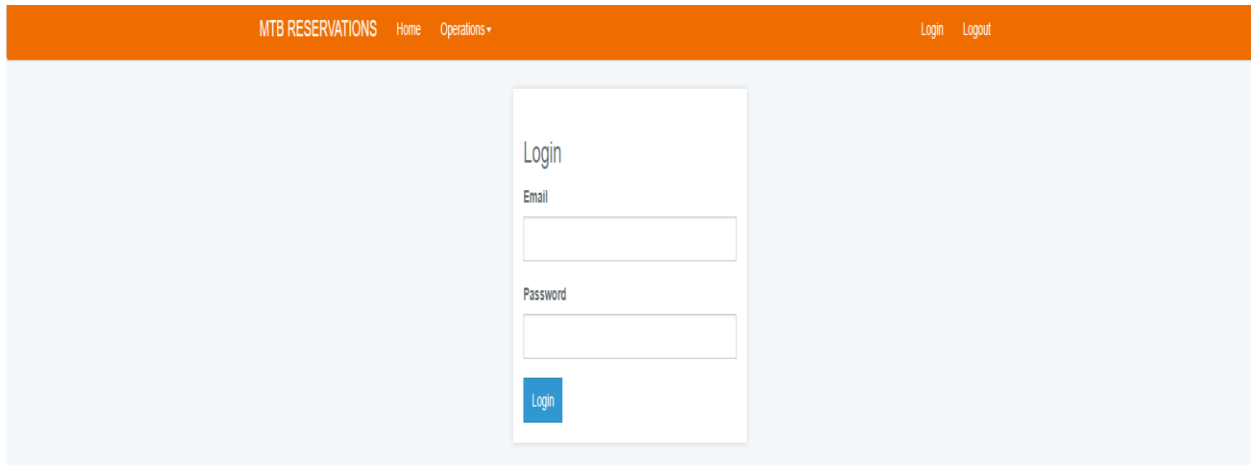 MTB RESERVATIONS Home Operations▾ Login Logout
Login
Email
Password
Login